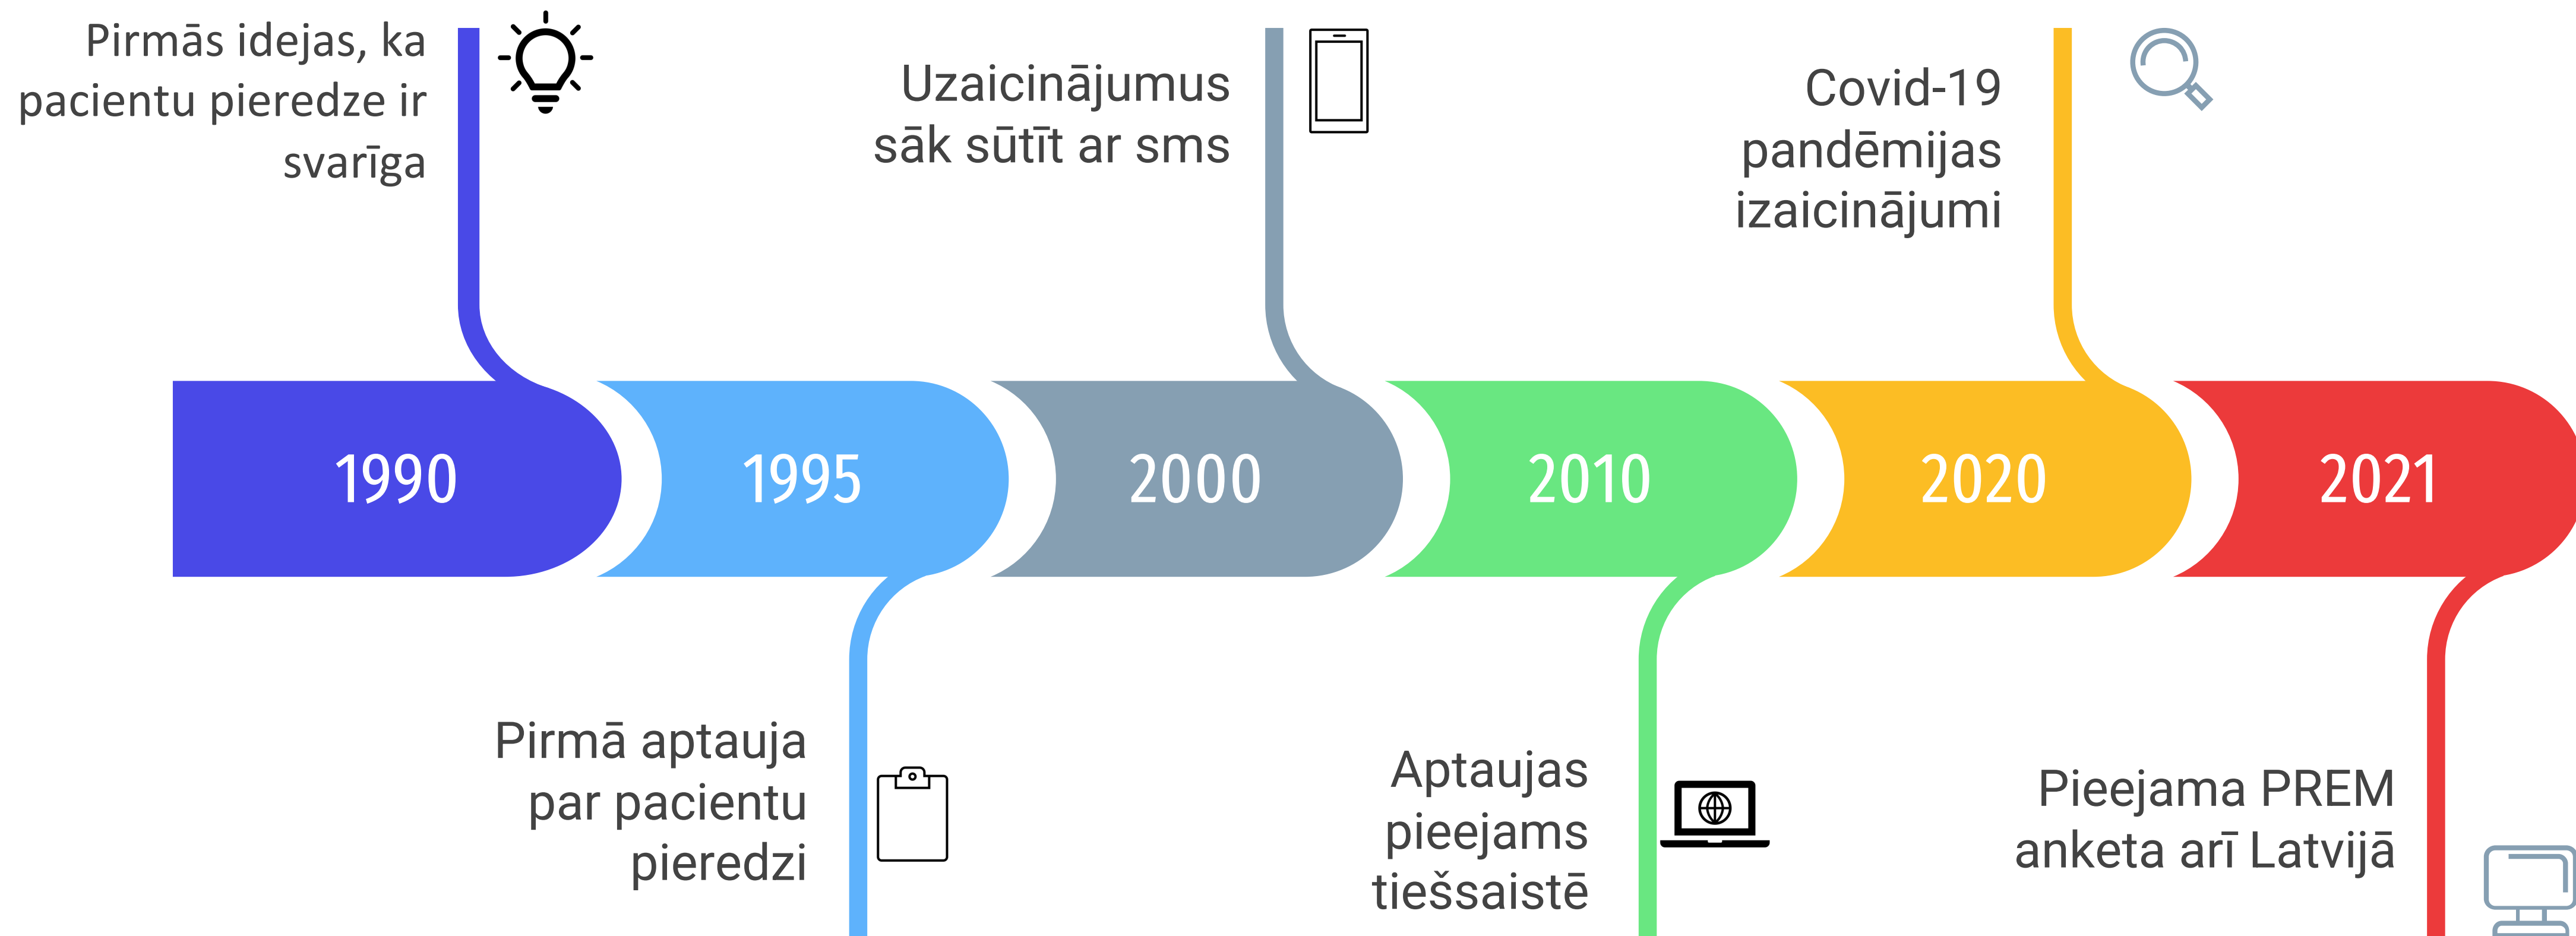 Pirmās idejas, ka
pacientu pieredze ir
svarīga
Uzaicinājumus
sāk sūtīt ar sms
Covid-19
pandēmijas
izaicinājumi
1990
1995
2000
2010
2020
2021
Pirmā aptauja
par pacientu
pieredzi
Aptaujas
pieejams
tiešsaistē
Pieejama PREM
anketa arī Latvijā